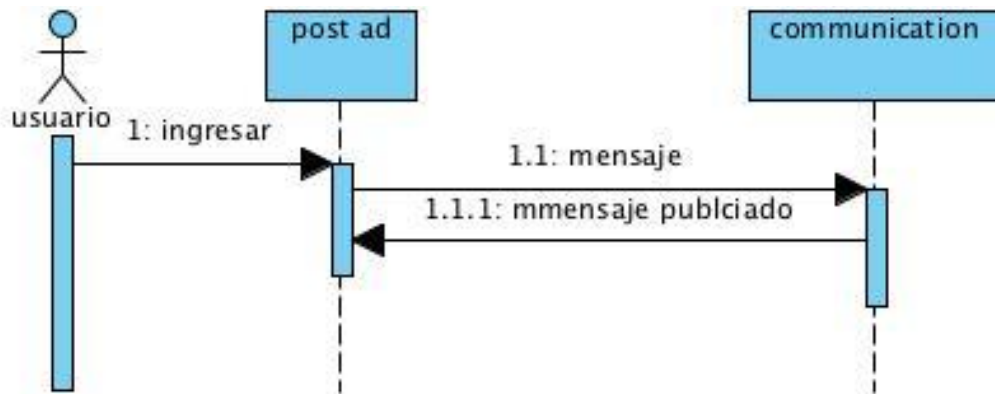 post ad
communication
usuario
1: ingresar
1.1: mensaje
1.1.1: mmensaje publciado